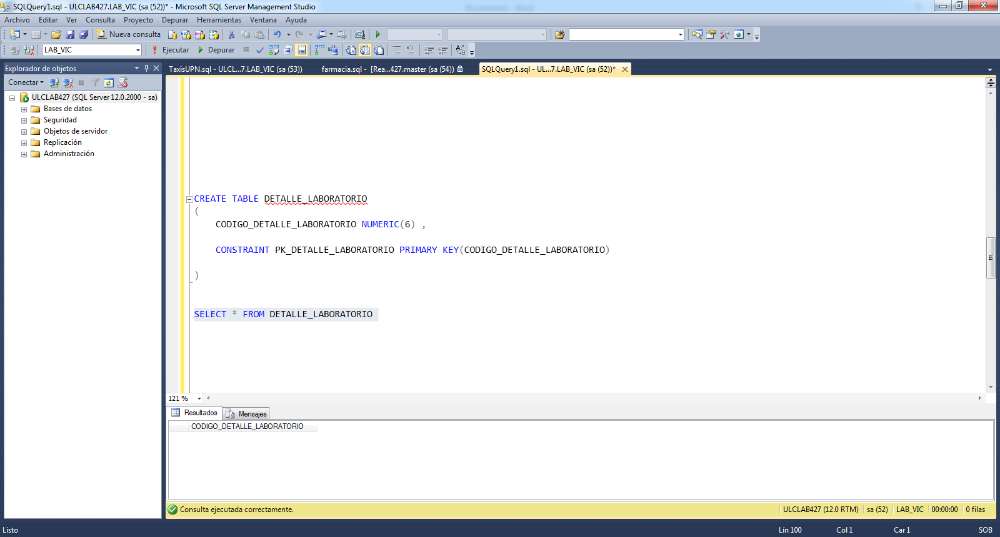 SQLQuery1.sql - ULCLAB427.LAB_VIC (sa (52))* - Microsoft SQL Server Management Studio
Archivo Editar Ver Consulta Proyecto Depurar Herramientas Ventana Ayuda
Nueva consulta
LAB_VIC Ejecutar Depurar
Explorador de objetos
TaxisUPN.sql - ULCL...7.LAB_VIC (sa (53)) farmacia.sql - [Rea...427.master (sa (54)) SQLQuery1.sql - UL...7.LAB_VIC (sa (52))*
Conectar
ULCLAB427 (SQL Server 12.0.2000 - sa)
Bases de datos
Seguridad
Objetos de servidor
Replicación
Administración
CREATE TABLE DETALLE_LABORATORIO
(
CODIGO_DETALLE_LABORATORIO NUMERIC(6) ,
CONSTRAINT PK_DETALLE_LABORATORIO PRIMARY KEY(CODIGO_DETALLE_LABORATORIO)
)
SELECT * FROM DETALLE_LABORATORIO
121 %
Resultados Mensajes
CODIGO_DETALLE_LABORATORIO
Consulta ejecutada correctamente. ULCLAB427 (12.0 RTM) sa (52) LAB_VIC 00:00:00 0 filas
Listo Lín 100 Col 1 Car 1 SOB